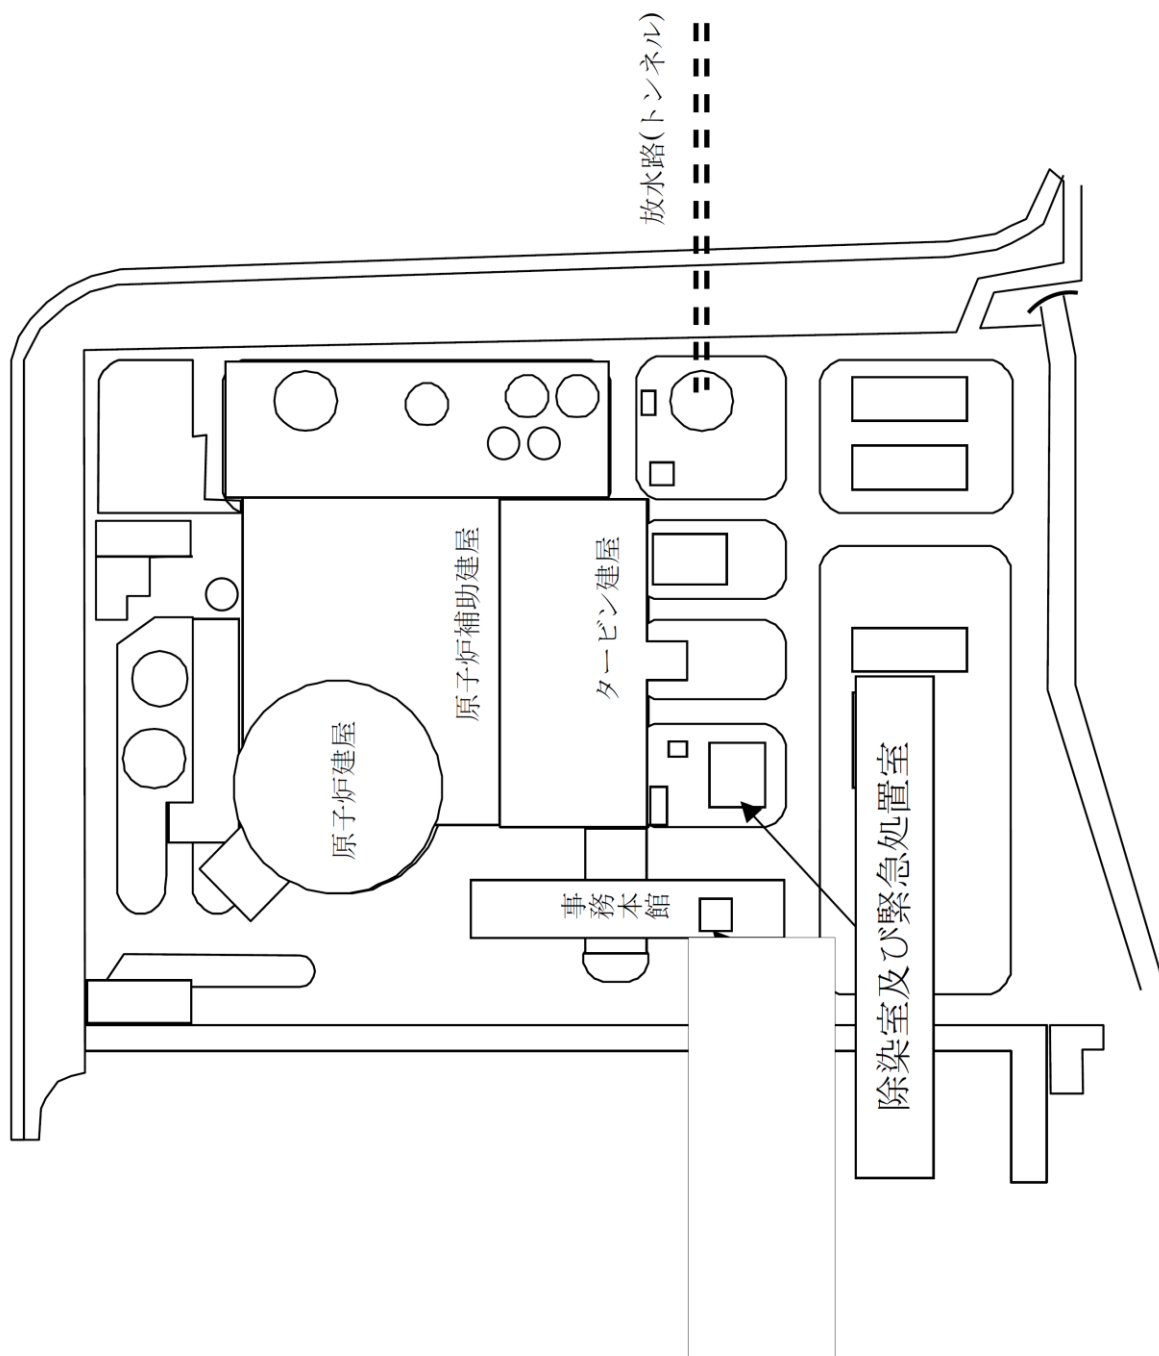 放水路(トンネル)
原子炉補助建屋
タービン建屋
原子炉建屋
事務本館
除染室及び緊急処置室